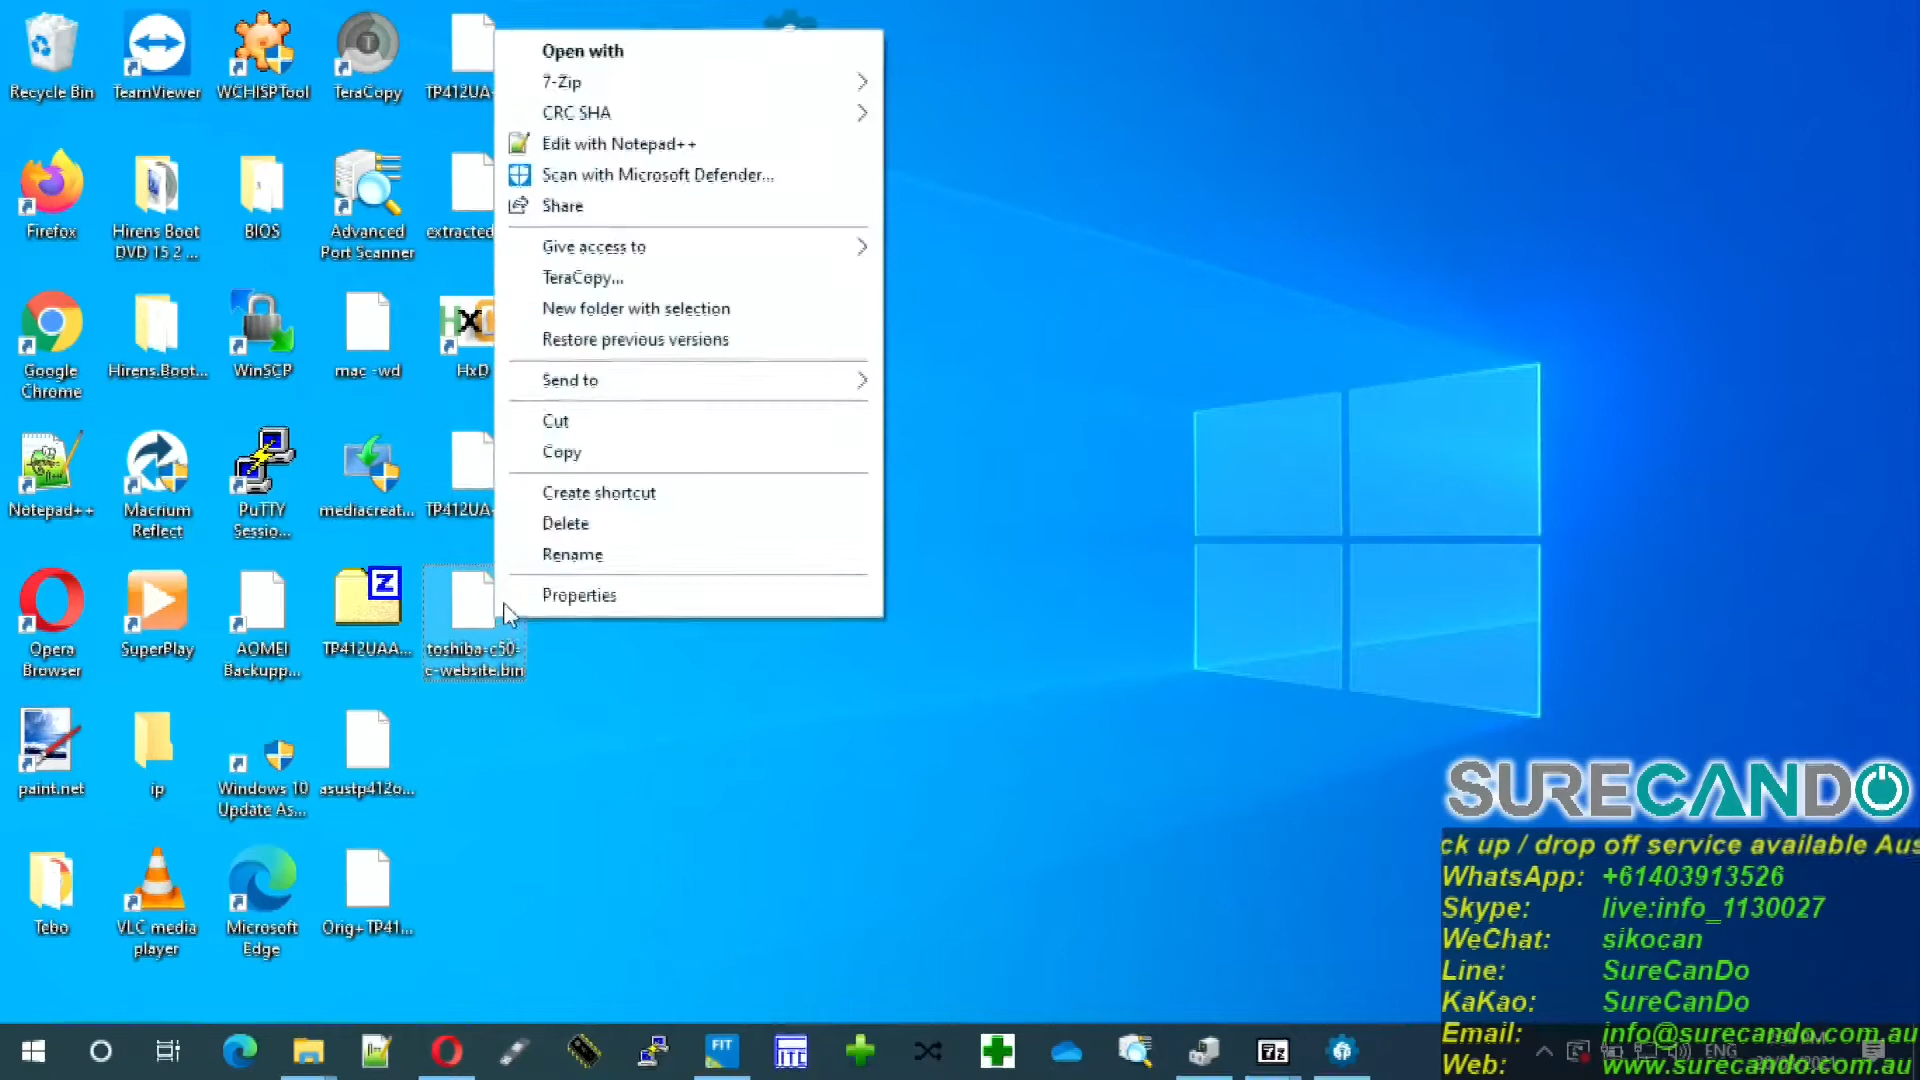 Recycle Bin
TeamViewer
WCHISPTool
TeraCopy
TP412UA-
Firefox
Hirens Boot
DVD 15 2 ...
BIOS
Advanced
Port Scanner
extracted
Google
Chrome
Hirens.Boot...
WinSCP
mac -wd
HxD
Notepad++
Macrium
Reflect
PuTTY
Sessio...
mediacreat...
TP412UA-
Opera
Browser
SuperPlay
AOMEI
Backupp...
TP412UAA...
toshiba-c50-
c-website.bin
paint.net
ip
Windows 10
Update As...
asustp412o...
Tebo
VLC media
player
Microsoft
Edge
Orig+TP41...
Open with
7-Zip
CRC SHA
Edit with Notepad++
Scan with Microsoft Defender...
Share
Give access to
TeraCopy...
New folder with selection
Restore previous versions
Send to
Cut
Copy
Create shortcut
Delete
Rename
Properties
SURECANDO
ck up / drop off service available Aus
WhatsApp: +61403913526
Skype: live:info_1130027
WeChat: sikocan
Line: SureCanDo
KaKao: SureCanDo
Email: info@surecando.com.au
Web: www.surecando.com.au
FIT
ITC
7z
ENG